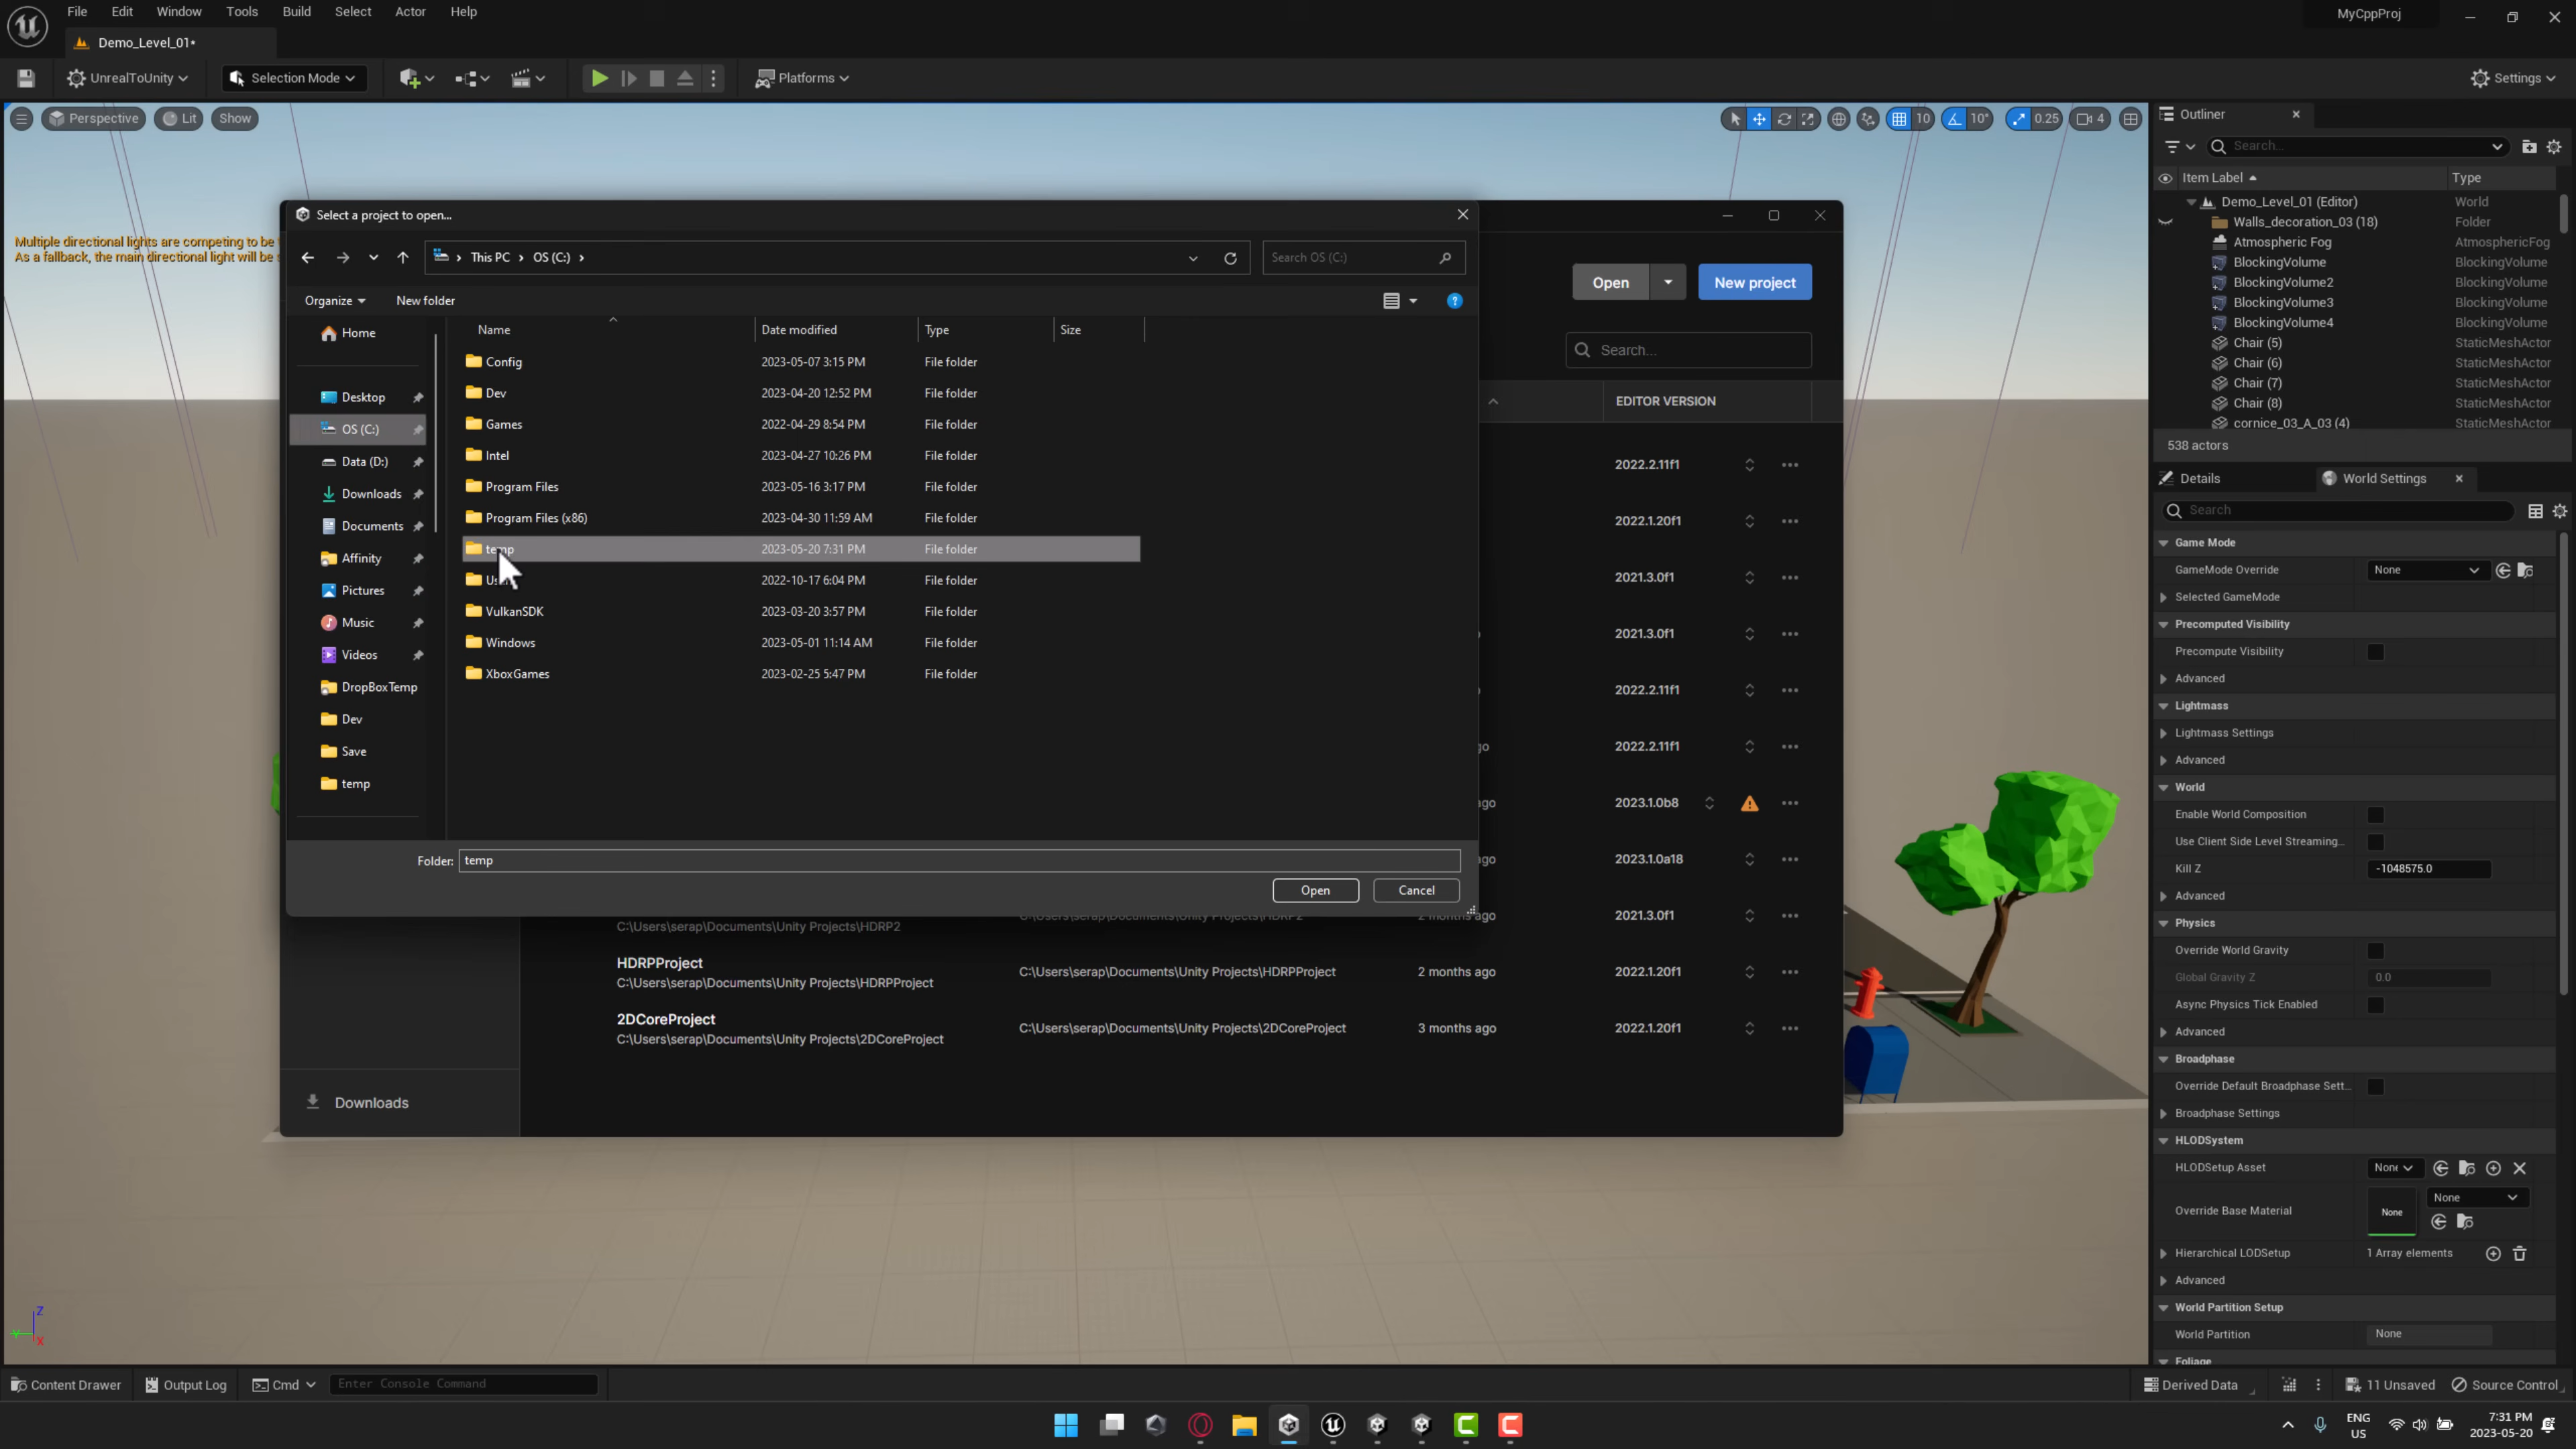 File Edit Window Tools Build Select Actor Help
MyCppProj
Demo_Level_01*
UnrealToUnity
Selection Mode
Platforms
Settings
Perspective
Lit
Show
10
10°
0.25
4
Multiple directional lights are competing to be
As a fallback, the main directional light will be
Select a project to open...
This PC > OS (C:) >
Search OS (C:)
Organize
New folder
Name
Date modified
Type
Size
Home
Desktop
OS (C:)
Data (D:)
Downloads
Documents
Affinity
Pictures
Music
Videos
DropBoxTemp
Dev
Save
temp
Config 2023-05-07 3:15 PM File folder
Dev 2023-04-20 12:52 PM File folder
Games 2022-04-29 8:54 PM File folder
Intel 2023-04-27 10:26 PM File folder
Program Files 2023-05-16 3:17 PM File folder
Program Files (x86) 2023-04-30 11:59 AM File folder
temp 2023-05-20 7:31 PM File folder
2022-10-17 6:04 PM File folder
VulkanSDK 2023-03-20 3:57 PM File folder
Windows 2023-05-01 11:14 AM File folder
XboxGames 2023-02-25 5:47 PM File folder
Folder: temp
Open
Cancel
Open
New project
Search...
EDITOR VERSION
2022.2.11f1
2022.1.20f1
2021.3.0f1
2021.3.0f1
2022.2.11f1
2022.2.11f1
ago 2023.1.0b8
ago 2023.1.0a18
C:\Users\serap\Documents\Unity Projects\HDRP2 2 months ago 2021.3.0f1
C:\Users\serap\Documents\Unity Projects\HDRP2
HDRPProject
C:\Users\serap\Documents\Unity Projects\HDRPProject 2 months ago 2022.1.20f1
C:\Users\serap\Documents\Unity Projects\HDRPProject
2DCoreProject
C:\Users\serap\Documents\Unity Projects\2DCoreProject 3 months ago 2022.1.20f1
C:\Users\serap\Documents\Unity Projects\2DCoreProject
Downloads
Outliner
Search...
Item Label
Type
Demo_Level_01 (Editor) World
Walls_decoration_03 (18) Folder
Atmospheric Fog AtmosphericFog
BlockingVolume BlockingVolume
BlockingVolume2 BlockingVolume
BlockingVolume3 BlockingVolume
BlockingVolume4 BlockingVolume
Chair (5) StaticMeshActor
Chair (6) StaticMeshActor
Chair (7) StaticMeshActor
Chair (8) StaticMeshActor
cornice_03_A_03 (4) StaticMeshActor
538 actors
Details
World Settings
Search
Game Mode
GameMode Override None
Selected GameMode
Precomputed Visibility
Precompute Visibility
Advanced
Lightmass
Lightmass Settings
Advanced
World
Enable World Composition
Use Client Side Level Streaming...
Kill Z -1048575.0
Advanced
Physics
Override World Gravity
Global Gravity Z 0.0
Async Physics Tick Enabled
Advanced
Broadphase
Override Default Broadphase Sett...
Broadphase Settings
HLODSystem
HLODSetup Asset
None
Override Base Material None
Hierarchical LODSetup 1 Array elements
Advanced
World Partition Setup
World Partition None
Foliage
Z
Y
X
Content Drawer
Output Log
Cmd
Enter Console Command
Derived Data
11 Unsaved
Source Control
ENG
US
7:31 PM
2023-05-20